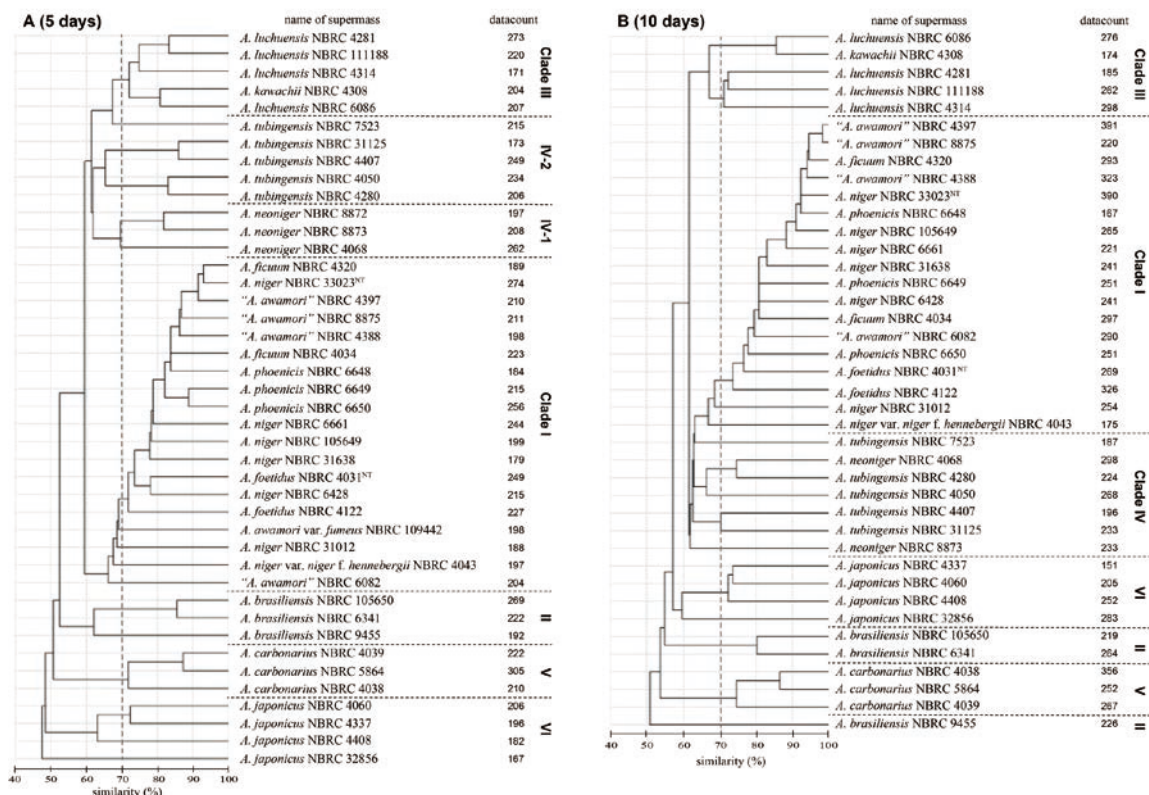 A (5 days)
name of supermass datacount
A. luchuensis NBRC 4281 273
A. luchuensis NBRC 111188 220
A. luchuensis NBRC 4314 171
A. kawachii NBRC 4308 204
A. luchuensis NBRC 6086 207
Clade III
A. tubingensis NBRC 7523 215
A. tubingensis NBRC 31125 173
A. tubingensis NBRC 4407 249
A. tubingensis NBRC 4050 234
A. tubingensis NBRC 4280 206
IV-2
A. neoniger NBRC 8872 197
A. neoniger NBRC 8873 208
A. neoniger NBRC 4068 262
IV-1
A. ficuum NBRC 4320 189
A. niger NBRC 33023NT 274
"A. awamori" NBRC 4397 210
"A. awamori" NBRC 8875 211
"A. awamori" NBRC 4388 198
A. ficuum NBRC 4034 223
A. phoenicis NBRC 6648 164
A. phoenicis NBRC 6649 215
A. phoenicis NBRC 6650 256
A. niger NBRC 6661 244
A. niger NBRC 105649 199
A. niger NBRC 31638 179
A. foetidus NBRC 4031NT 249
A. niger NBRC 6428 215
A. foetidus NBRC 4122 227
A. awamori var. fumeus NBRC 109442 198
A. niger NBRC 31012 188
A. niger var. niger f. hennebergii NBRC 4043 197
"A. awamori" NBRC 6082 204
Clade I
A. brasiliensis NBRC 105650 269
A. brasiliensis NBRC 6341 222
A. brasiliensis NBRC 9455 192
II
A. carbonarius NBRC 4039 222
A. carbonarius NBRC 5864 305
A. carbonarius NBRC 4038 210
V
A. japonicus NBRC 4060 206
A. japonicus NBRC 4337 196
A. japonicus NBRC 4408 182
A. japonicus NBRC 32856 167
VI
40 50 60 70 80 90 100
similarity (%)
B (10 days)
name of supermass datacount
A. luchuensis NBRC 6086 276
A. kawachii NBRC 4308 174
A. luchuensis NBRC 4281 185
A. luchuensis NBRC 111188 262
A. luchuensis NBRC 4314 298
Clade III
"A. awamori" NBRC 4397 391
"A. awamori" NBRC 8875 220
A. ficuum NBRC 4320 293
"A. awamori" NBRC 4388 323
A. niger NBRC 33023NT 390
A. phoenicis NBRC 6648 167
A. niger NBRC 105649 265
A. niger NBRC 6661 221
A. niger NBRC 31638 241
A. phoenicis NBRC 6649 251
A. niger NBRC 6428 241
A. ficuum NBRC 4034 297
"A. awamori" NBRC 6082 290
A. phoenicis NBRC 6650 251
A. foetidus NBRC 4031NT 269
A. foetidus NBRC 4122 326
A. niger NBRC 31012 254
A. niger var. niger f. hennebergii NBRC 4043 175
Clade I
A. tubingensis NBRC 7523 187
A. neoniger NBRC 4068 298
A. tubingensis NBRC 4280 224
A. tubingensis NBRC 4050 268
A. tubingensis NBRC 4407 196
A. tubingensis NBRC 31125 233
A. neoniger NBRC 8873 233
Clade IV
A. japonicus NBRC 4337 151
A. japonicus NBRC 4060 205
A. japonicus NBRC 4408 252
A. japonicus NBRC 32856 283
VI
A. brasiliensis NBRC 105650 219
A. brasiliensis NBRC 6341 264
II
A. carbonarius NBRC 4038 356
A. carbonarius NBRC 5864 252
A. carbonarius NBRC 4039 267
V
A. brasiliensis NBRC 9455 226
II
40 50 60 70 80 90 100
similarity (%)